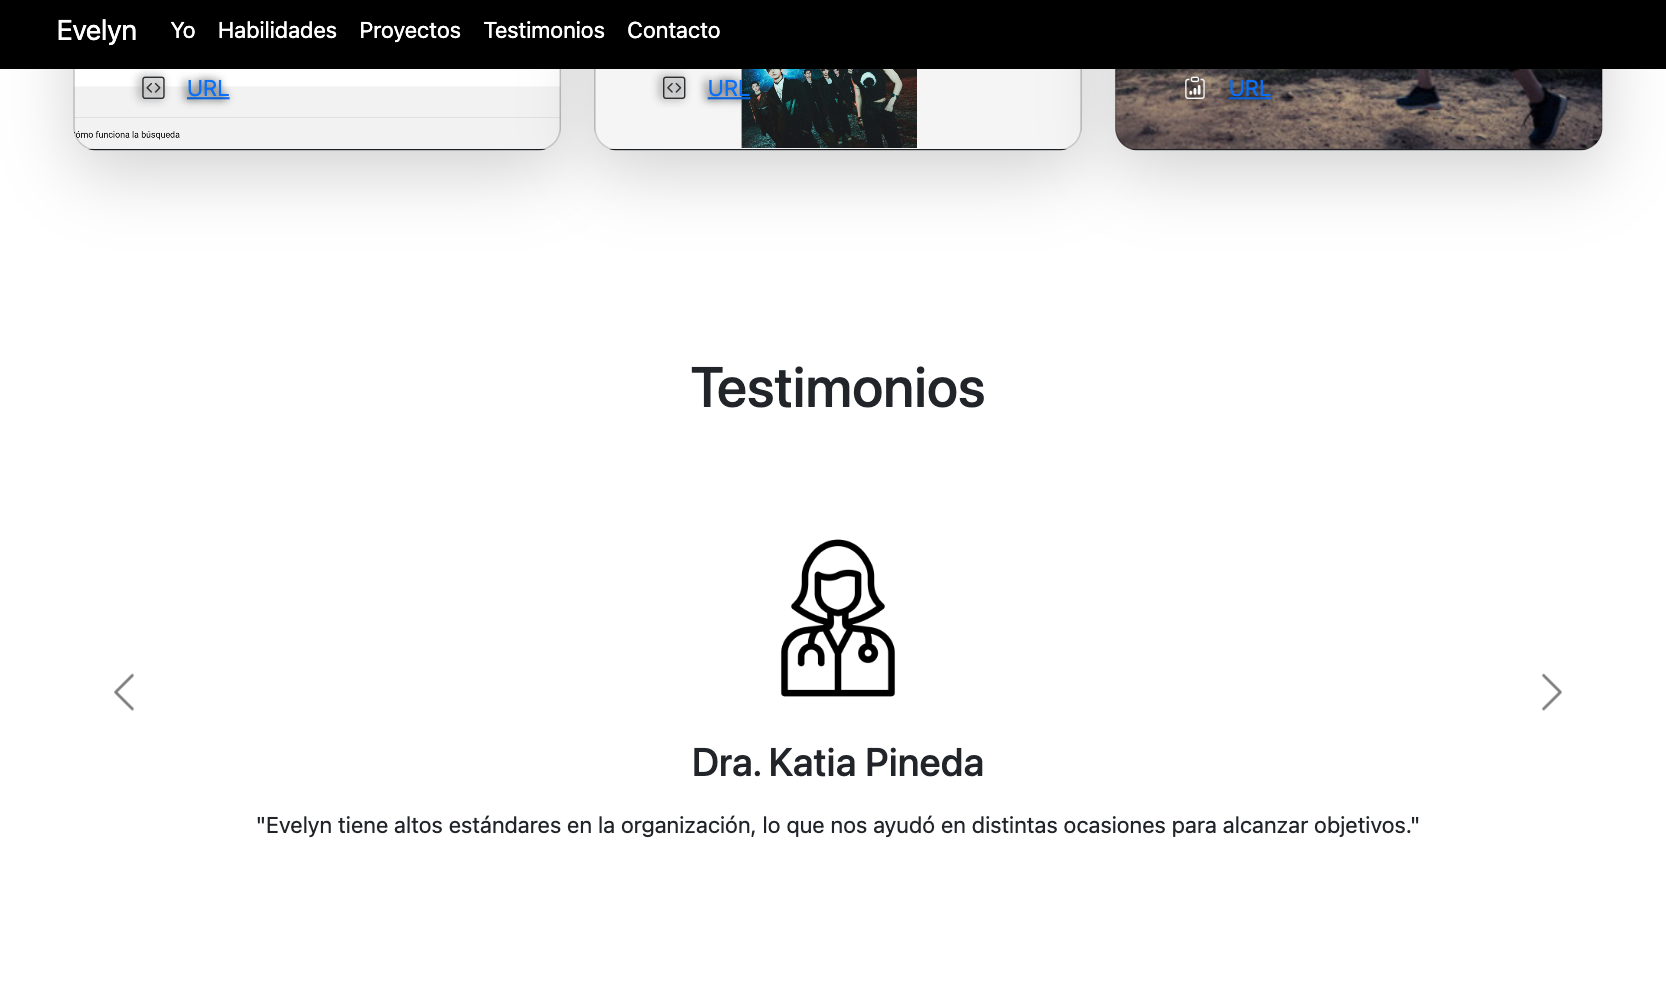 Evelyn Yo Habilidades Proyectos Testimonios Contacto
URL URL URL
ómo funciona la búsqueda
Testimonios
Dra. Katia Pineda
"Evelyn tiene altos estándares en la organización, lo que nos ayudó en distintas ocasiones para alcanzar objetivos."